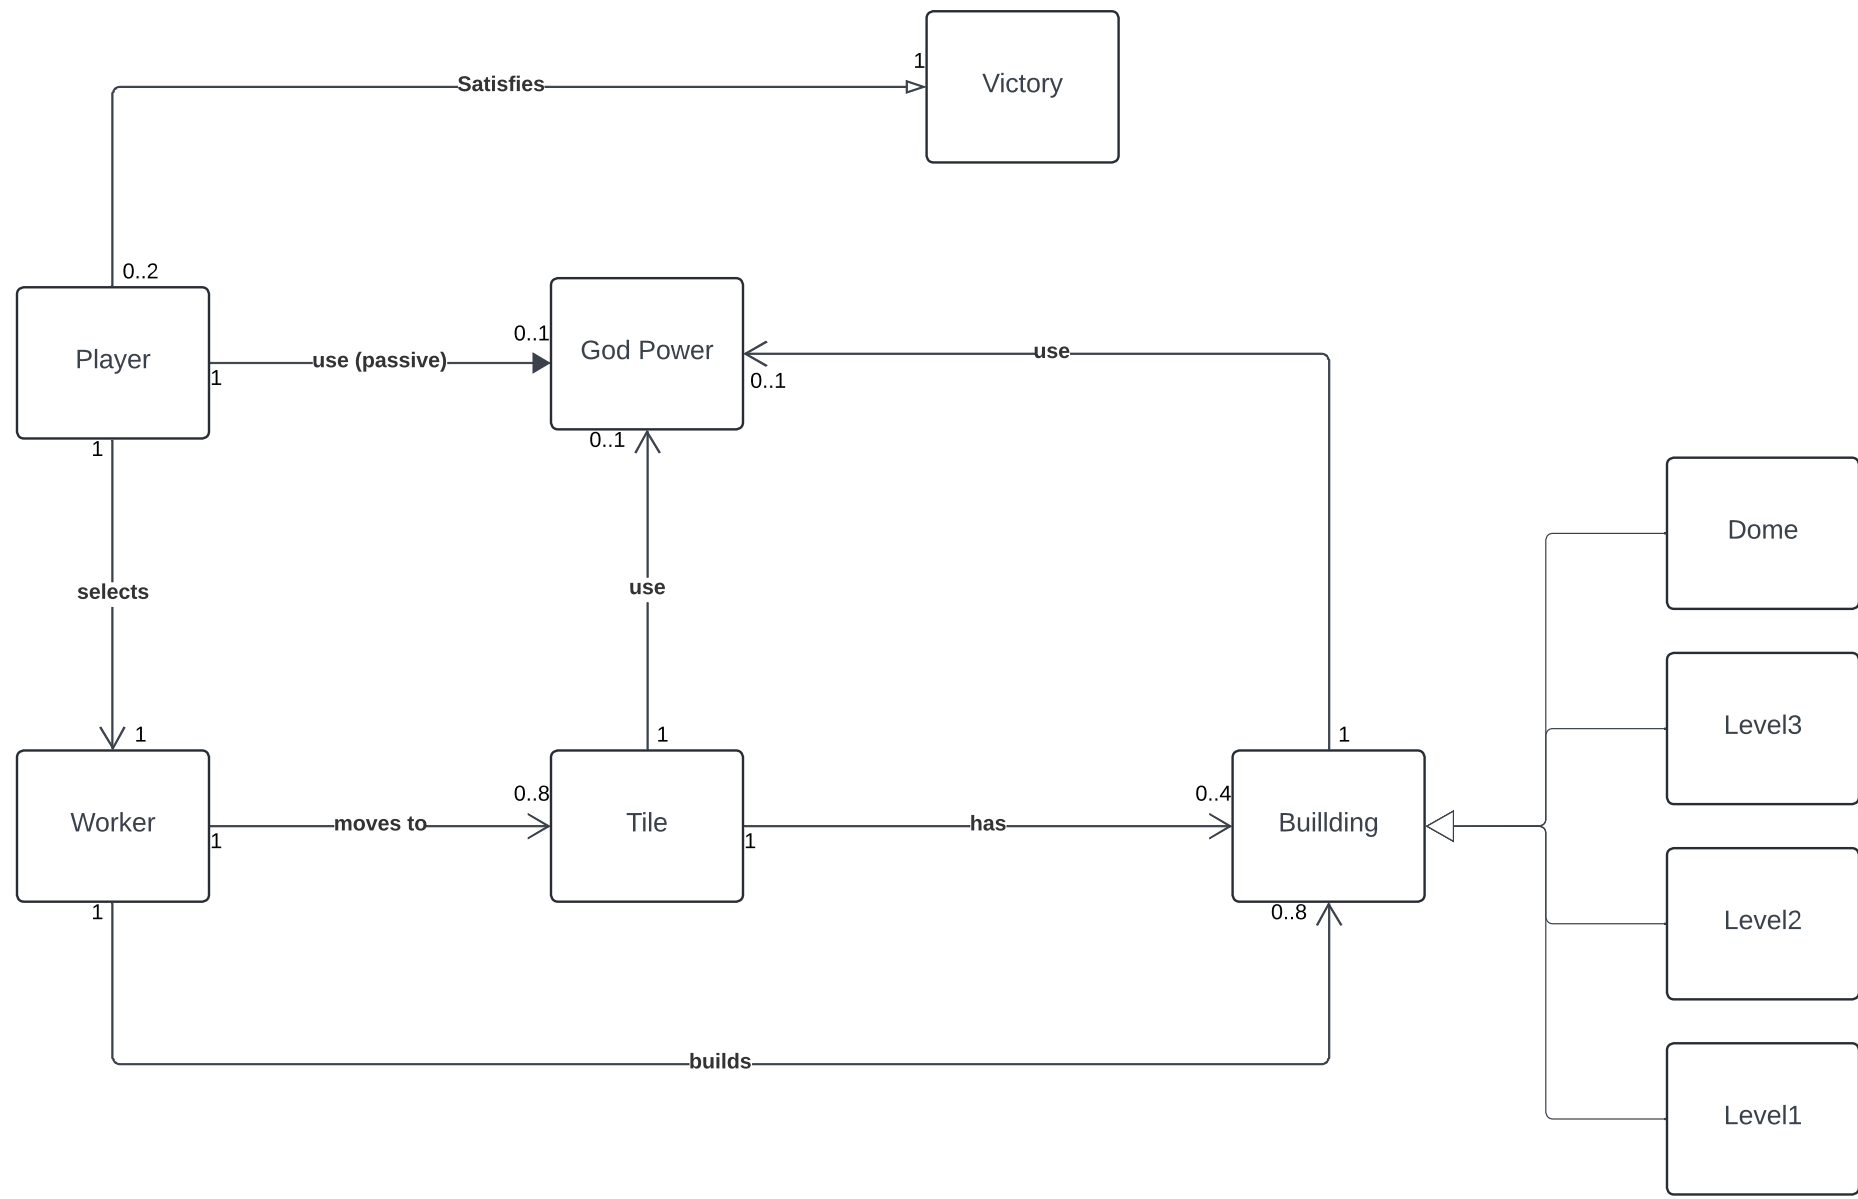 1
Satisfies
Victory
0..2
Player
use (passive)
0..1
God Power
use
0..1
1
1
0..1
Dome
selects
use
Level3
1
1
1
Worker
moves to
0..8
Tile
has
0..4
Buillding
1
1
1
0..8
Level2
builds
Level1